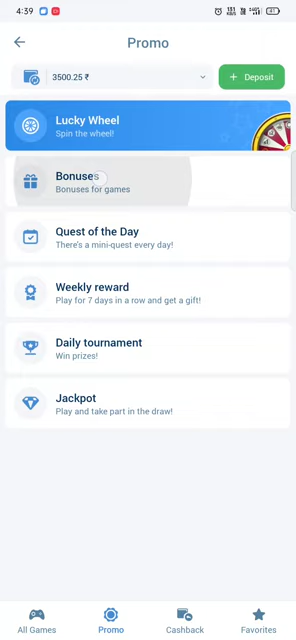 4:39
Promo
3500.25 ₹
+ Deposit
Lucky Wheel
Spin the wheel!
Bonuses
Bonuses for games
Quest of the Day
There's a mini-quest every day!
Weekly reward
Play for 7 days in a row and get a gift!
Daily tournament
Win prizes!
Jackpot
Play and take part in the draw!
All Games
Promo
Cashback
Favorites